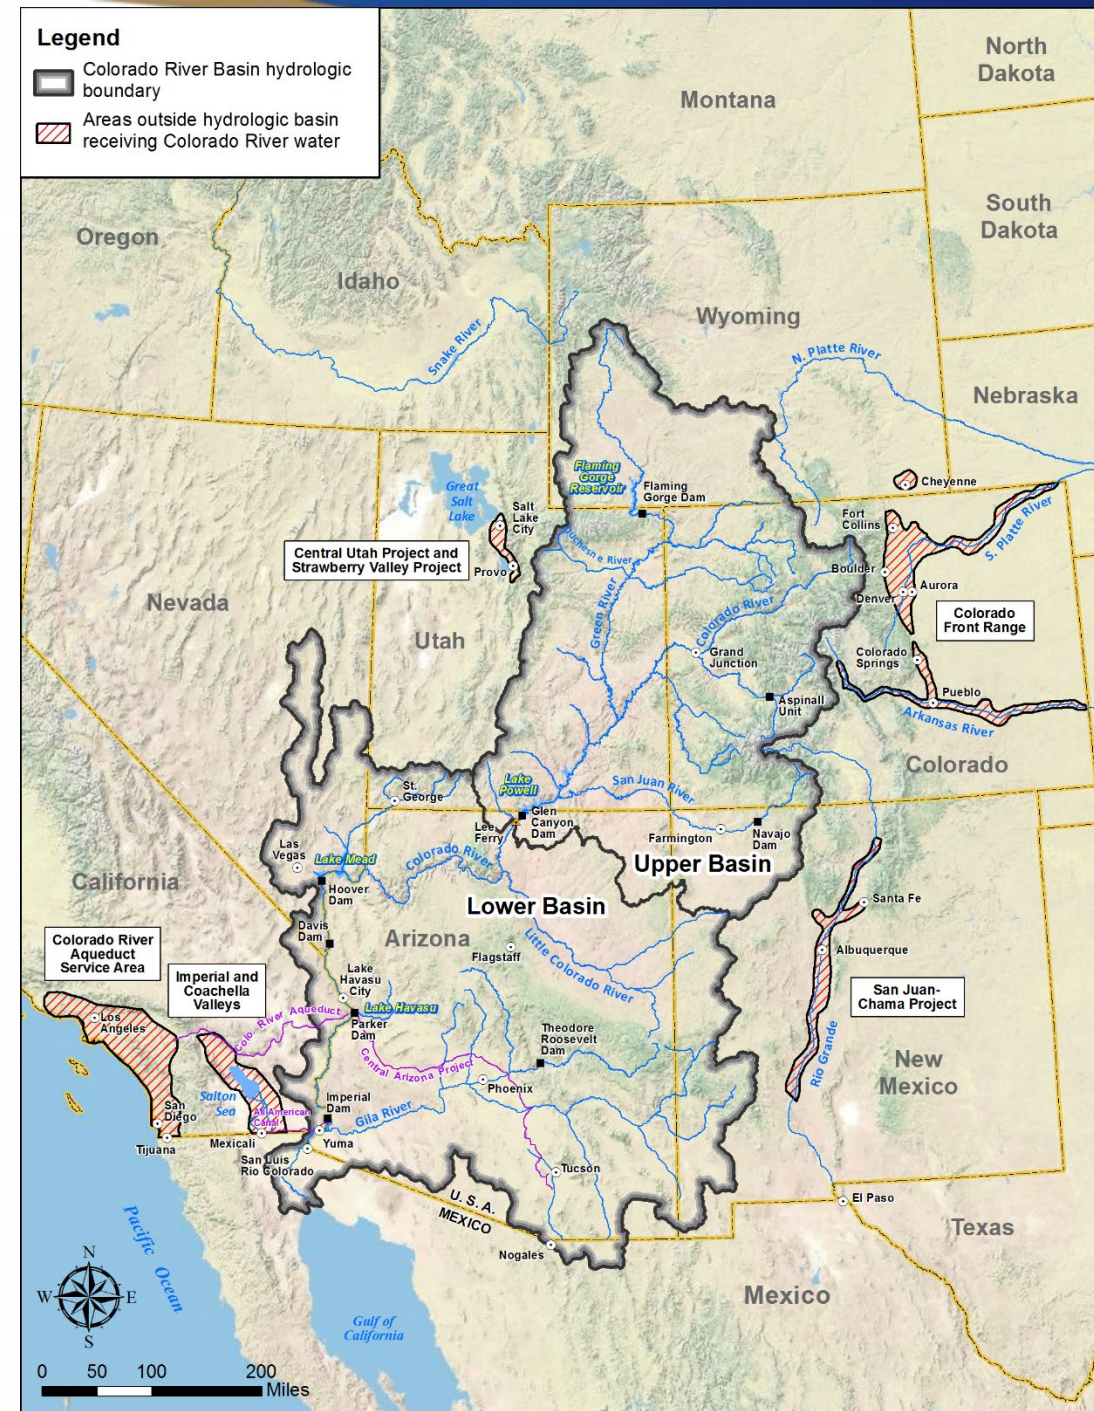 Legend
Colorado River Basin hydrologic
boundary
Areas outside hydrologic basin
receiving Colorado River water
North
Dakota
Montana
South
Dakota
Oregon
Idaho
Wyoming
Snake River
N. Platte River
Nebraska
Flaming
Gorge
Reservoir
Flaming
Gorge Dam
Cheyenne
Great
Salt
Lake
Salt
Lake
City
Fort
Collins
S. Platte River
Central Utah Project and
Strawberry Valley Project
Duchesne River
Provo
Boulder
Denver
Aurora
Nevada
Utah
Green River
Colorado River
Colorado
Front Range
Grand
Junction
Colorado
Springs
Aspinall
Unit
Pueblo
Arkansas River
Colorado
St.
George
Lake
Powell
San Juan River
Lee
Ferry
Glen
Canyon
Dam
Farmington
Navajo
Dam
Las
Vegas
Lake Mead
Colorado River
Upper Basin
California
Hoover
Dam
Lower Basin
Santa Fe
Davis
Dam
Arizona
Flagstaff
Little Colorado River
Albuquerque
Colorado River
Aqueduct
Service Area
Imperial and
Coachella
Valleys
Lake
Havasu
City
San Juan-
Chama Project
Los
Angeles
Colo. River Aqueduct
Lake Havasu
Parker
Dam
Theodore
Roosevelt
Dam
Central Arizona Project
Rio Grande
New
Mexico
Phoenix
Salton
Sea
San
Diego
All American
Canal
Imperial
Dam
Gila River
Tijuana
Mexicali
Yuma
San Luis
Rio Colorado
Tucson
U. S. A.
MEXICO
El Paso
Texas
Nogales
Pacific Ocean
Mexico
Gulf of
California
N
W
E
S
0 50 100 200
Miles